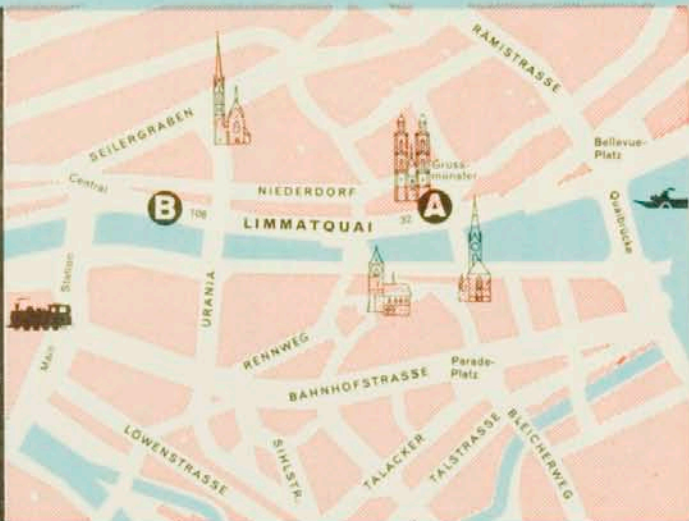 RÄMISTRASSE
SEILERGRABEN
Bellevue-
Platz
Gross-
münster
Central
NIEDERDORF
B
108
LIMMATQUAI
32
A
Quaibrücke
Main Station
URANIA
RENNWEG
Parade-
Platz
BAHNHOFSTRASSE
LÖWENSTRASSE
SIHLSTR.
TALACKER
TALSTRASSE
BLEICHERWEG